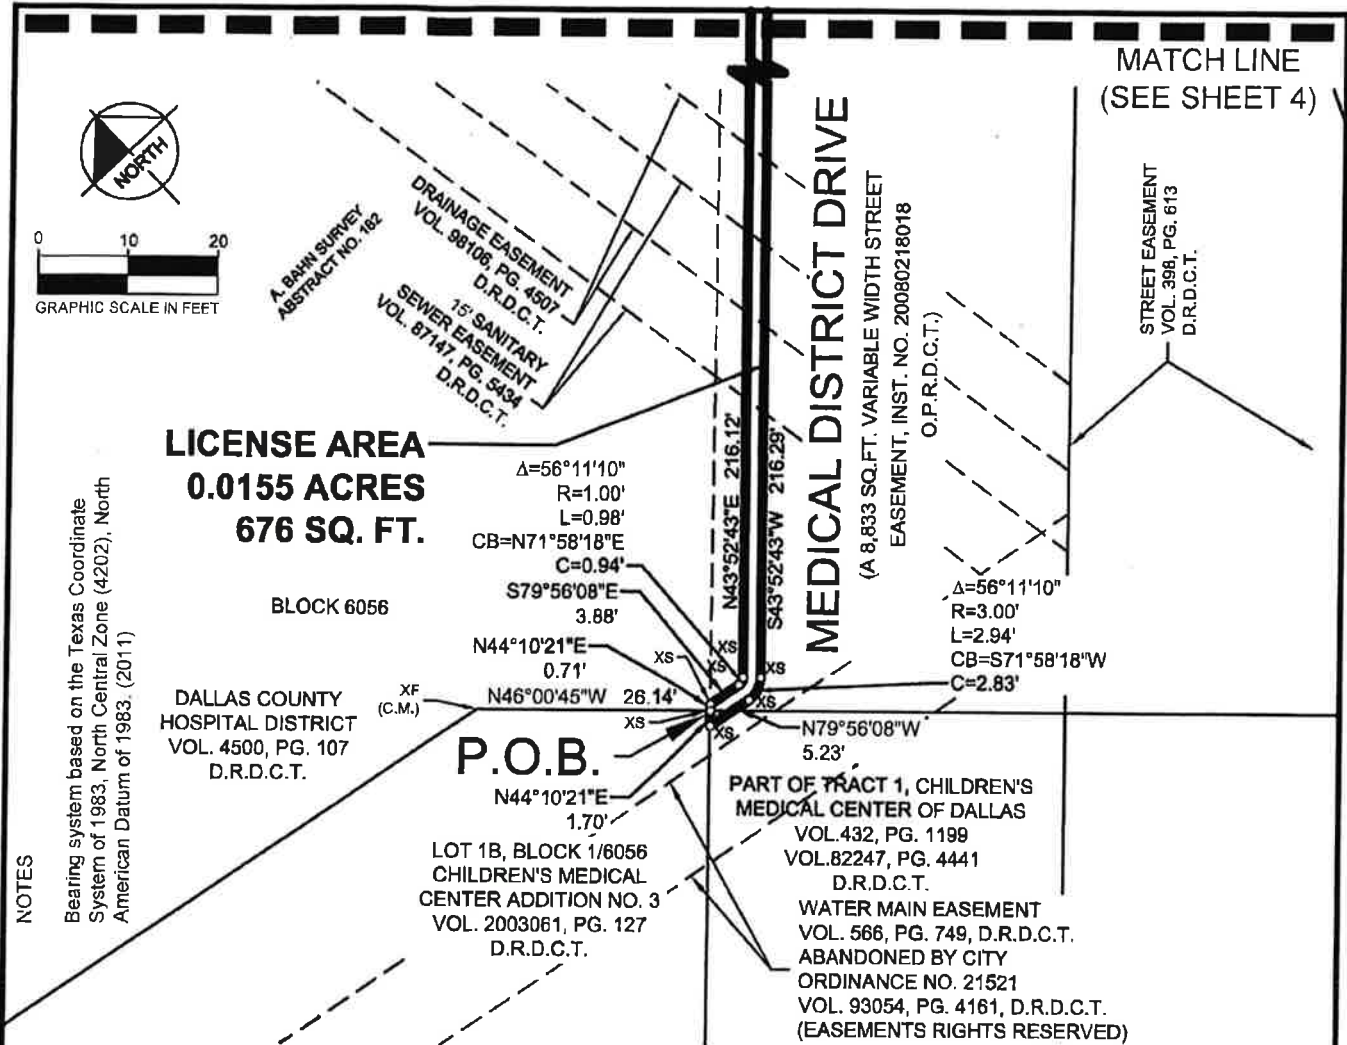 MATCH LINE
(SEE SHEET 4)
NORTH
0 10 20
GRAPHIC SCALE IN FEET
A. BAHN SURVEY
ABSTRACT NO. 182
DRAINAGE EASEMENT
VOL. 98106, PG. 4507
D.R.D.C.T.
15' SANITARY
SEWER EASEMENT
VOL. 87147, PG. 5434
D.R.D.C.T.
MEDICAL DISTRICT DRIVE
(A 8,833 SQ.FT. VARIABLE WIDTH STREET
EASEMENT, INST. NO. 20080218018
O.P.R.D.C.T.)
STREET EASEMENT
VOL. 398, PG. 613
D.R.D.C.T.
LICENSE AREA
0.0155 ACRES
676 SQ. FT.
N43°52'43"E 216.12'
S43°52'43"W 216.29'
Δ=56°11'10"
R=1.00'
L=0.98'
CB=N71°58'18"E
C=0.94'
S79°56'08"E
3.88'
N44°10'21"E
0.71'
N46°00'45"W 26.14'
XS
XS
XS
XS
XS
XS
XS
Δ=56°11'10"
R=3.00'
L=2.94'
CB=S71°58'18"W
C=2.83'
N79°56'08"W
5.23'
BLOCK 6056
DALLAS COUNTY
HOSPITAL DISTRICT
VOL. 4500, PG. 107
D.R.D.C.T.
XF
(C.M.)
P.O.B.
N44°10'21"E
1.70'
LOT 1B, BLOCK 1/6056
CHILDREN'S MEDICAL
CENTER ADDITION NO. 3
VOL. 2003061, PG. 127
D.R.D.C.T.
PART OF TRACT 1, CHILDREN'S
MEDICAL CENTER OF DALLAS
VOL.432, PG. 1199
VOL.82247, PG. 4441
D.R.D.C.T.
WATER MAIN EASEMENT
VOL. 566, PG. 749, D.R.D.C.T.
ABANDONED BY CITY
ORDINANCE NO. 21521
VOL. 93054, PG. 4161, D.R.D.C.T.
(EASEMENTS RIGHTS RESERVED)
NOTES
Bearing system based on the Texas Coordinate
System of 1983, North Central Zone (4202), North
American Datum of 1983. (2011)